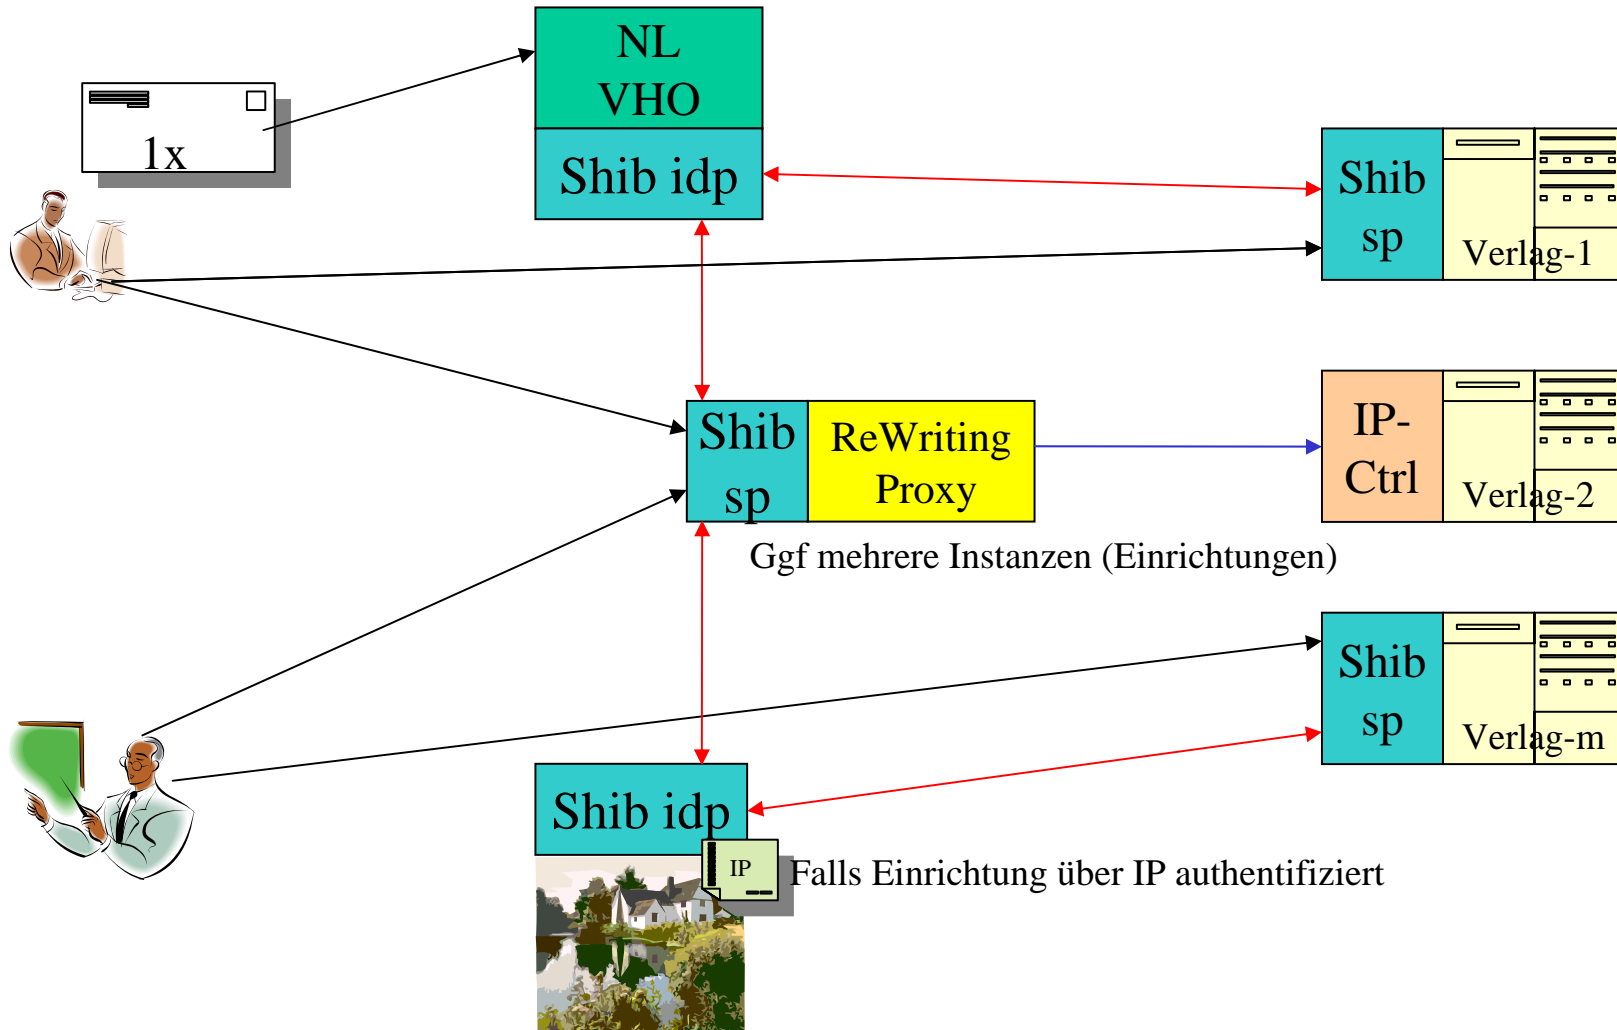 NL
VHO
1x
Shib idp
Shib
sp
Verlag-1
Shib
sp
ReWriting
Proxy
IP-
Ctrl
Verlag-2
Ggf mehrere Instanzen (Einrichtungen)
Shib
sp
Verlag-m
Shib idp
IP
Falls Einrichtung über IP authentifiziert